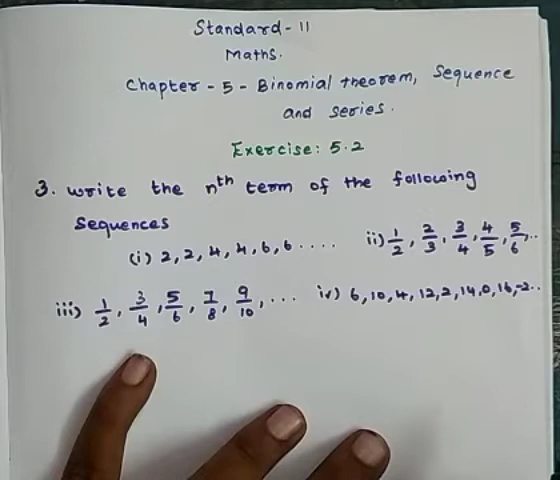 Standard - 11
Maths.
Chapter - 5 - Binomial theorem, Sequence
and series.
Exercise: 5.2
3. Write the nth term of the following
Sequences
(i) 2, 2, 4, 4, 6, 6 .... ii) 1/2, 2/3, 3/4, 4/5, 5/6, ..
iii) 1/2, 3/4, 5/6, 7/8, 9/10, ... iv) 6, 10, 4, 12, 2, 14, 0, 16, -2..